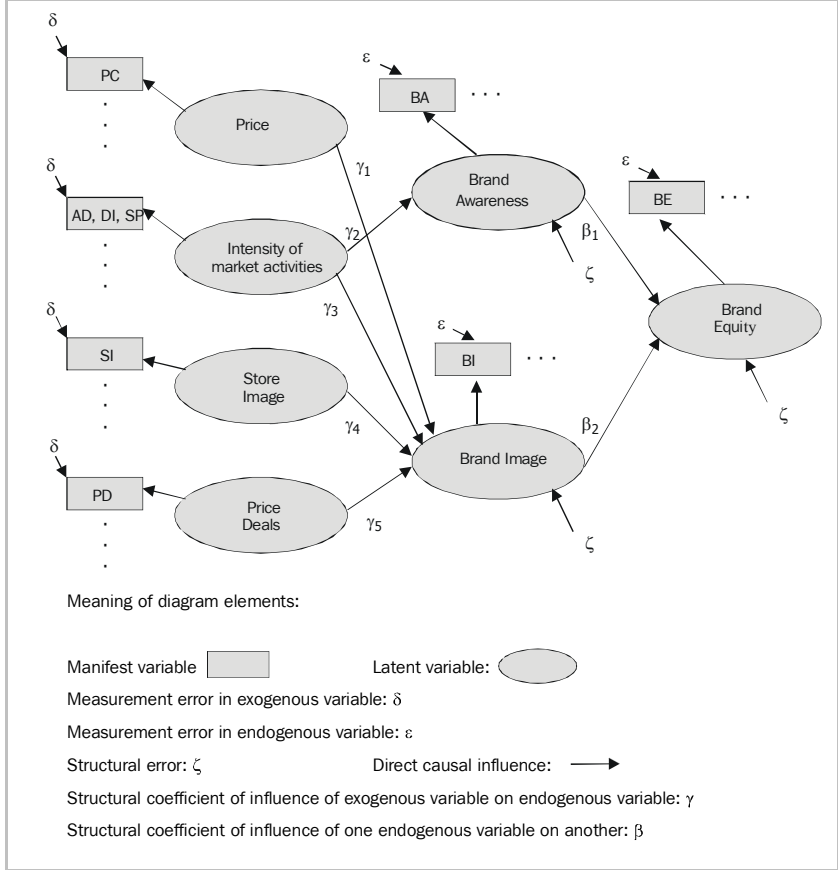 δ
PC
Price
ε
BA
. . .
γ1
δ
AD, DI, SP
Brand
Awareness
ε
BE
. . .
γ2
Intensity of
market activities
β1
ζ
γ3
Brand
Equity
δ
SI
Store
Image
ε
BI
. . .
γ4
β2
ζ
Brand Image
δ
PD
Price
Deals
γ5
ζ
Meaning of diagram elements:
Manifest variable
Latent variable:
Measurement error in exogenous variable: δ
Measurement error in endogenous variable: ε
Structural error: ζ
Direct causal influence:
Structural coefficient of influence of exogenous variable on endogenous variable: γ
Structural coefficient of influence of one endogenous variable on another: β